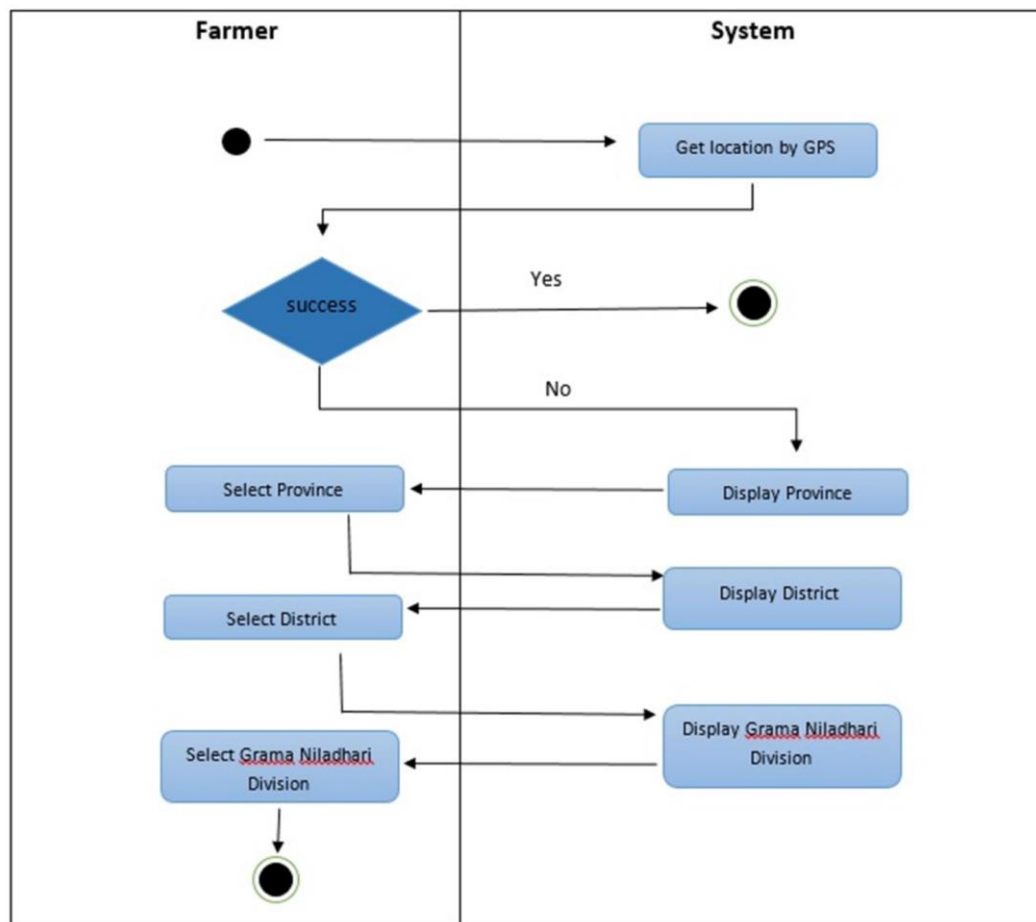 Farmer
System
Get location by GPS
success
Yes
No
Select Province
Display Province
Display District
Select District
Display Grama Niladhari
Division
Select Grama Niladhari
Division